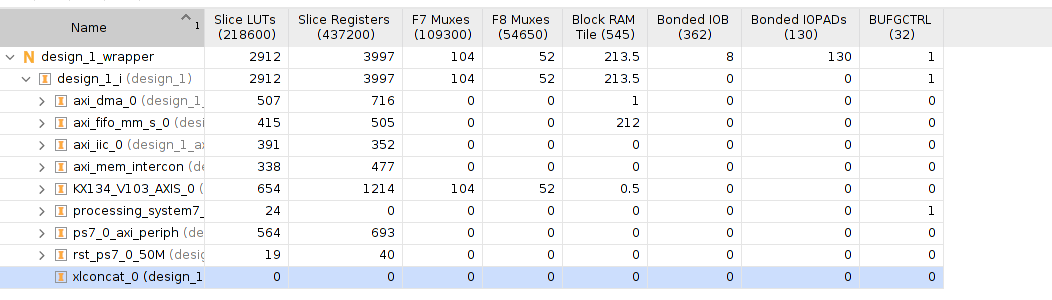 Name 1 Slice LUTs (218600) Slice Registers (437200) F7 Muxes (109300) F8 Muxes (54650) Block RAM Tile (545) Bonded IOB (362) Bonded IOPADs (130) BUFGCTRL (32)
N design_1_wrapper 2912 3997 104 52 213.5 8 130 1
design_1_i (design_1) 2912 3997 104 52 213.5 0 0 1
axi_dma_0 (design_1_ 507 716 0 0 1 0 0 0
axi_fifo_mm_s_0 (desi 415 505 0 0 212 0 0 0
axi_iic_0 (design_1_ax 391 352 0 0 0 0 0 0
axi_mem_intercon (de 338 477 0 0 0 0 0 0
KX134_V103_AXIS_0 ( 654 1214 104 52 0.5 0 0 0
processing_system7_ 24 0 0 0 0 0 0 1
ps7_0_axi_periph (de 564 693 0 0 0 0 0 0
rst_ps7_0_50M (desig 19 40 0 0 0 0 0 0
xlconcat_0 (design_1 0 0 0 0 0 0 0 0